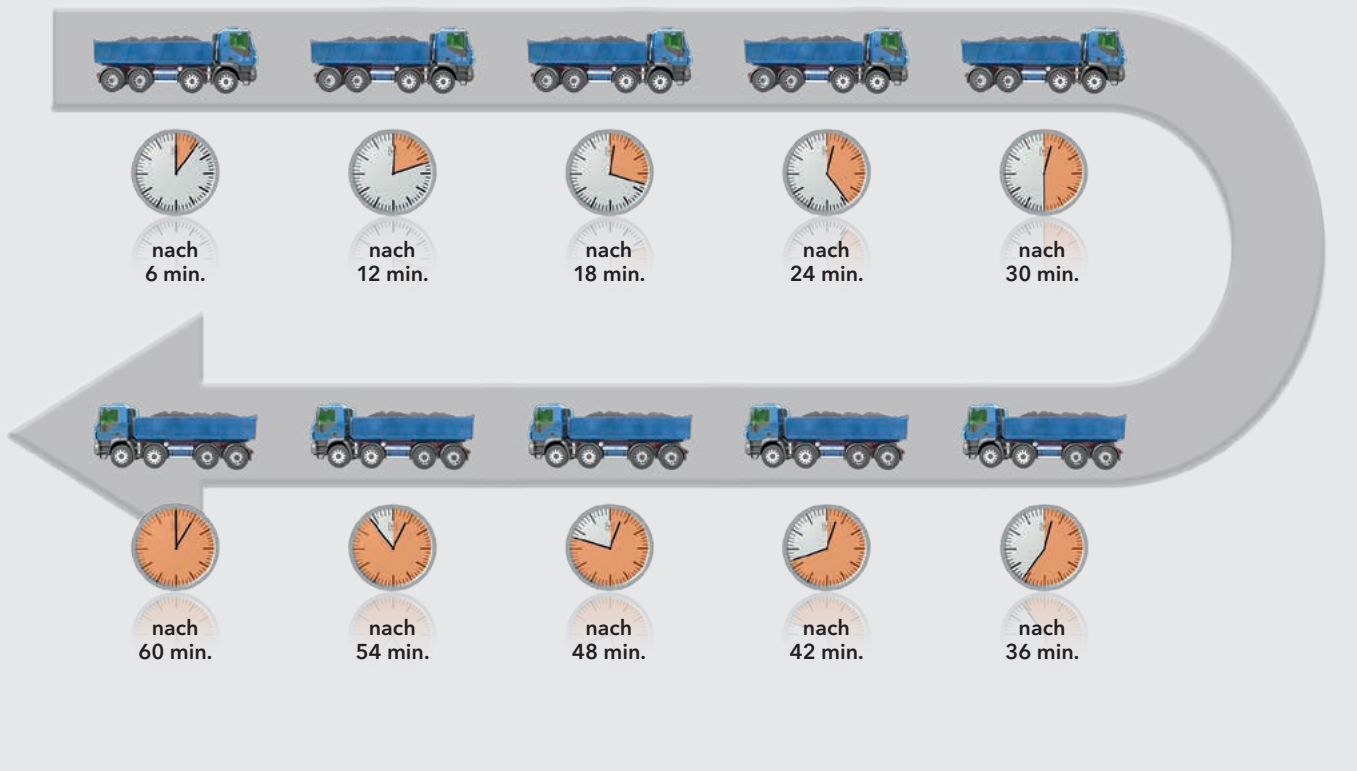 nach
6 min.
nach
12 min.
nach
18 min.
nach
24 min.
nach
30 min.
nach
60 min.
nach
54 min.
nach
48 min.
nach
42 min.
nach
36 min.